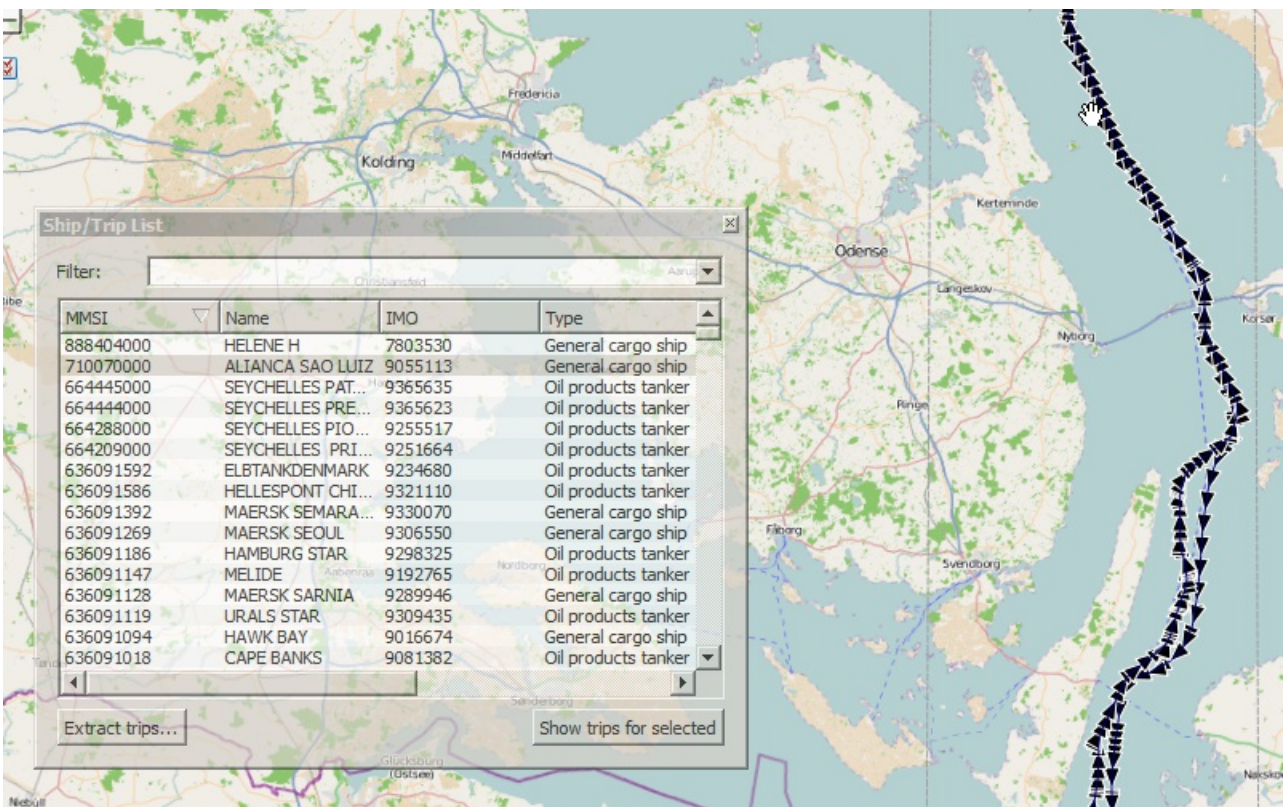 Fredericia
Kolding
Middelfart
Kerteminde
Ship/Trip List
Odense
Filter:
Christiansfeld
Aarup
Langeskov
MMSI Name IMO Type
Korsør
888404000 HELENE H 7803530 General cargo ship
Nyborg
710070000 ALIANCA SAO LUIZ 9055113 General cargo ship
664445000 SEYCHELLES PAT... 9365635 Oil products tanker
664444000 SEYCHELLES PRE... 9365623 Oil products tanker
Ringe
664288000 SEYCHELLES PIO... 9255517 Oil products tanker
664209000 SEYCHELLES PRI... 9251664 Oil products tanker
636091592 ELBTANKDENMARK 9234680 Oil products tanker
636091586 HELLESPONT CHI... 9321110 Oil products tanker
636091392 MAERSK SEMARA... 9330070 General cargo ship
636091269 MAERSK SEOUL 9306550 General cargo ship
Fåborg
636091186 HAMBURG STAR 9298325 Oil products tanker
Svendborg
Nordborg
636091147 MELIDE 9192765 Oil products tanker
Aabenraa
636091128 MAERSK SARNIA 9289946 General cargo ship
636091119 URALS STAR 9309435 Oil products tanker
636091094 HAWK BAY 9016674 General cargo ship
636091018 CAPE BANKS 9081382 Oil products tanker
Sønderborg
Extract trips... Show trips for selected
Glücksburg
(Ostsee)
Niebüll